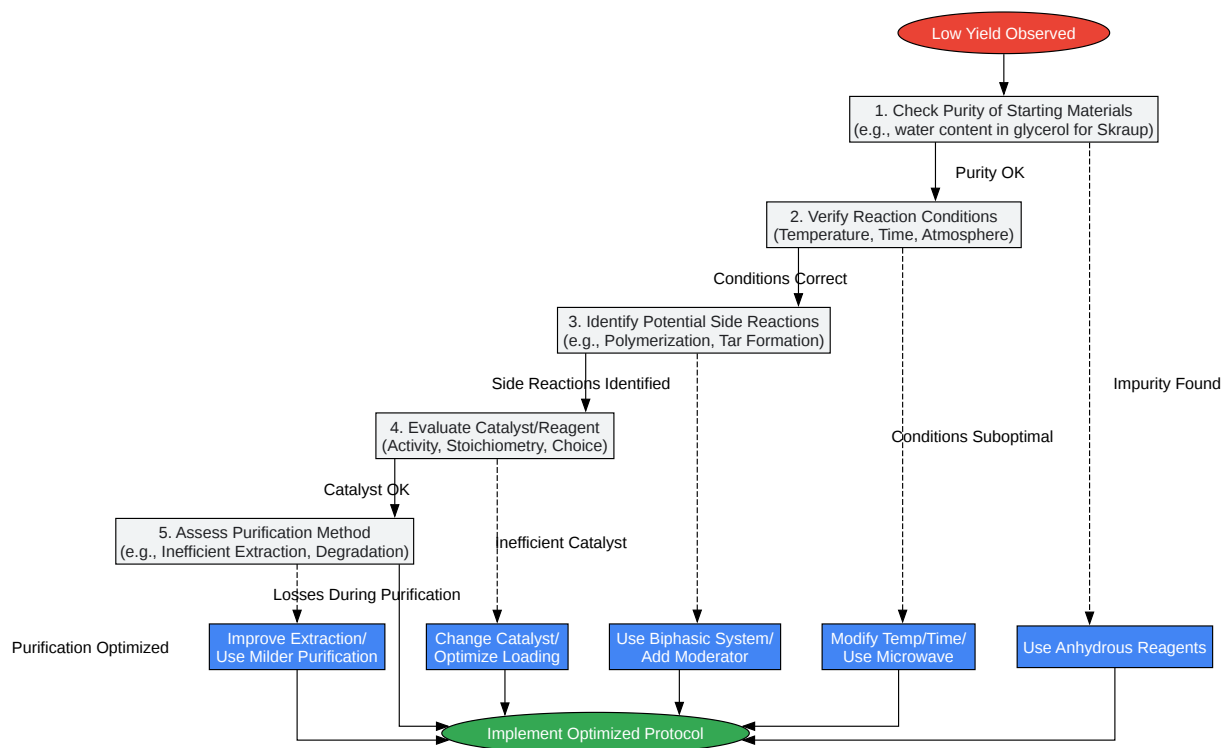 Low Yield Observed
1. Check Purity of Starting Materials
(e.g., water content in glycerol for Skraup)
Purity OK
2. Verify Reaction Conditions
(Temperature, Time, Atmosphere)
Conditions Correct
3. Identify Potential Side Reactions
(e.g., Polymerization, Tar Formation)
Side Reactions Identified
Impurity Found
4. Evaluate Catalyst/Reagent
(Activity, Stoichiometry, Choice)
Conditions Suboptimal
Catalyst OK
5. Assess Purification Method
(e.g., Inefficient Extraction, Degradation)
Inefficient Catalyst
Losses During Purification
Purification Optimized
Improve Extraction/
Use Milder Purification
Change Catalyst/
Optimize Loading
Use Biphasic System/
Add Moderator
Modify Temp/Time/
Use Microwave
Use Anhydrous Reagents
Implement Optimized Protocol